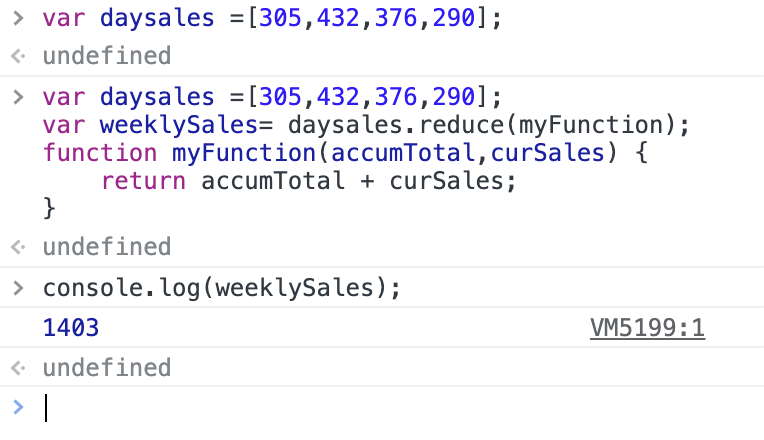 > var daysales =[305,432,376,290];
undefined
> var daysales =[305,432,376,290];
var weeklySales= daysales.reduce(myFunction);
function myFunction(accumTotal,curSales) {
    return accumTotal + curSales;
}
undefined
> console.log(weeklySales);
1403 VM5199:1
undefined
>